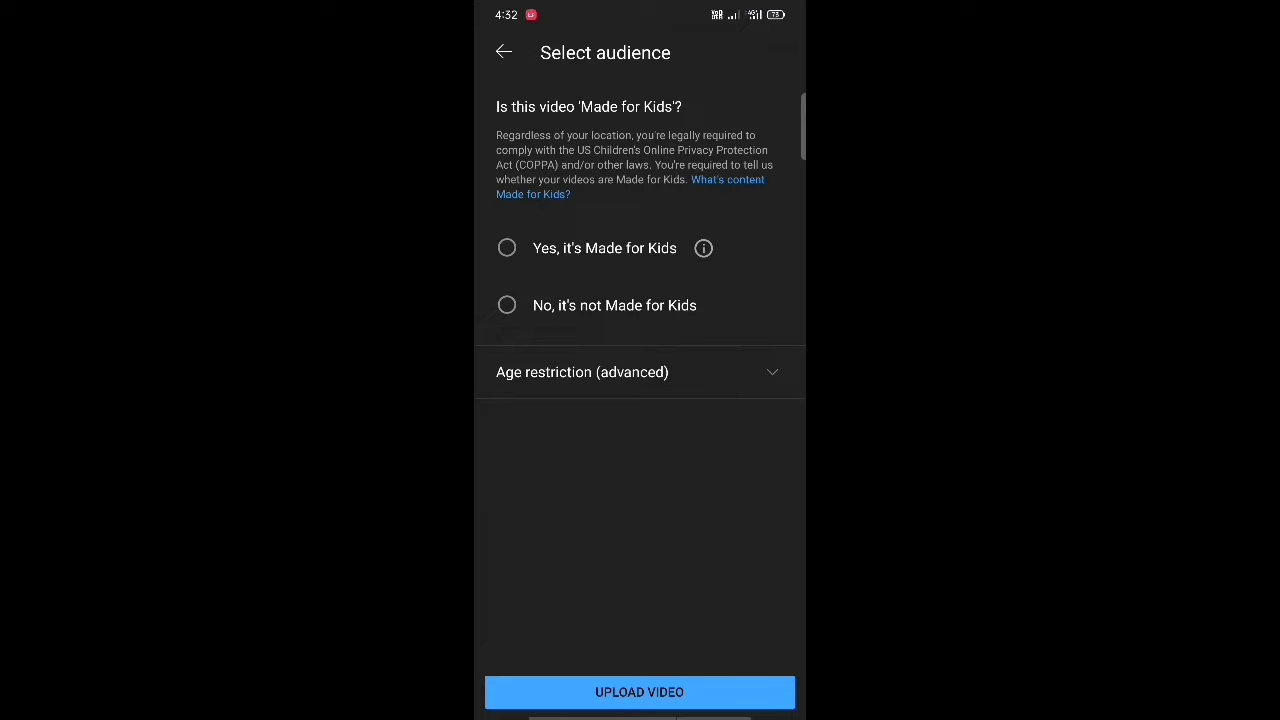 4:32
Select audience
Is this video 'Made for Kids'?
Regardless of your location, you're legally required to
comply with the US Children's Online Privacy Protection
Act (COPPA) and/or other laws. You're required to tell us
whether your videos are Made for Kids. What's content
Made for Kids?
Yes, it's Made for Kids
No, it's not Made for Kids
Age restriction (advanced)
UPLOAD VIDEO